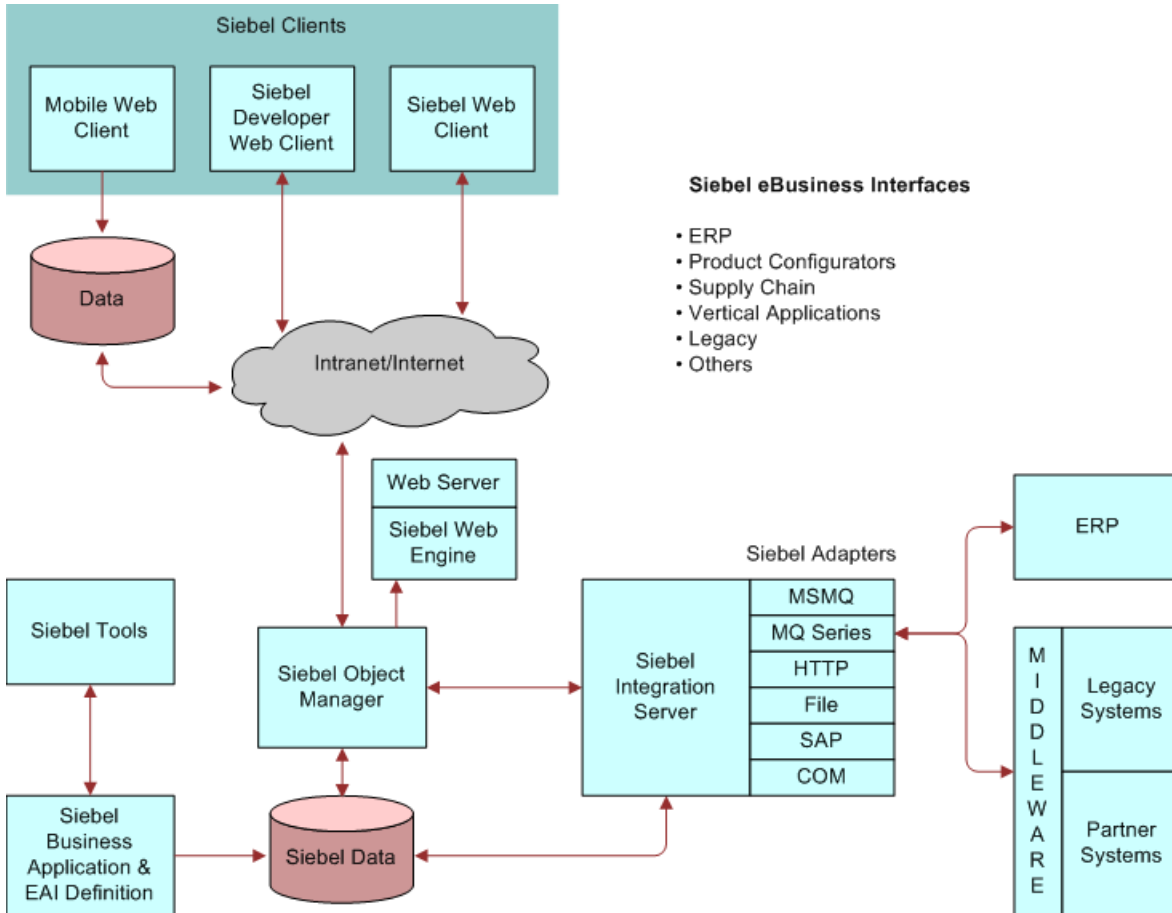 Siebel Clients
Mobile Web
Client
Siebel
Developer
Web Client
Siebel Web
Client
Data
Intranet/Internet
Siebel eBusiness Interfaces
• ERP
• Product Configurators
• Supply Chain
• Vertical Applications
• Legacy
• Others
Web Server
Siebel Web
Engine
Siebel Tools
Siebel Object
Manager
Siebel
Business
Application &
EAI Definition
Siebel Data
Siebel
Integration
Server
Siebel Adapters
MSMQ
MQ Series
HTTP
File
SAP
COM
ERP
M
I
D
D
L
E
W
A
R
E
Legacy
Systems
Partner
Systems